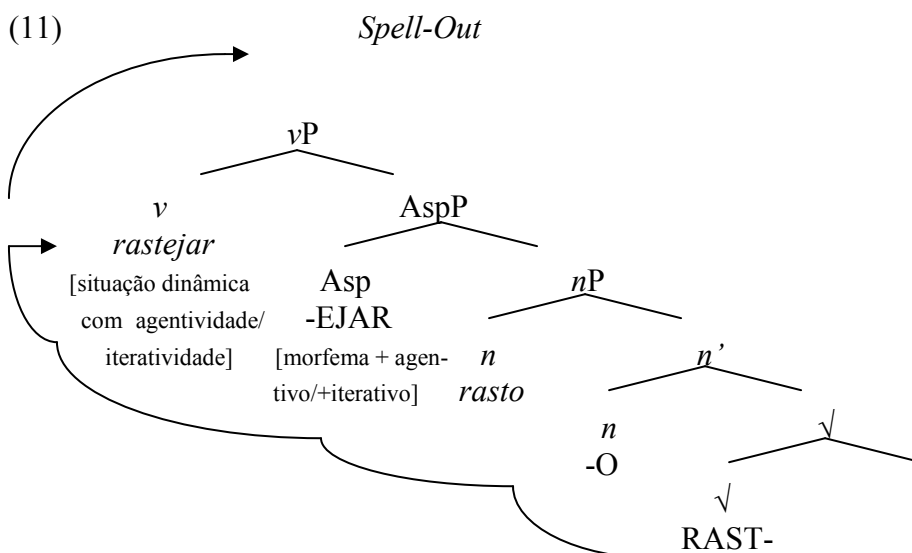 (11) Spell-Out
vP
v AspP
rastejar
[situação dinâmica Asp nP
com agentividade/ -EJAR
iteratividade] [morfema + agen- n n’
tivo/+iterativo] rasto
n √
-O
√
RAST-